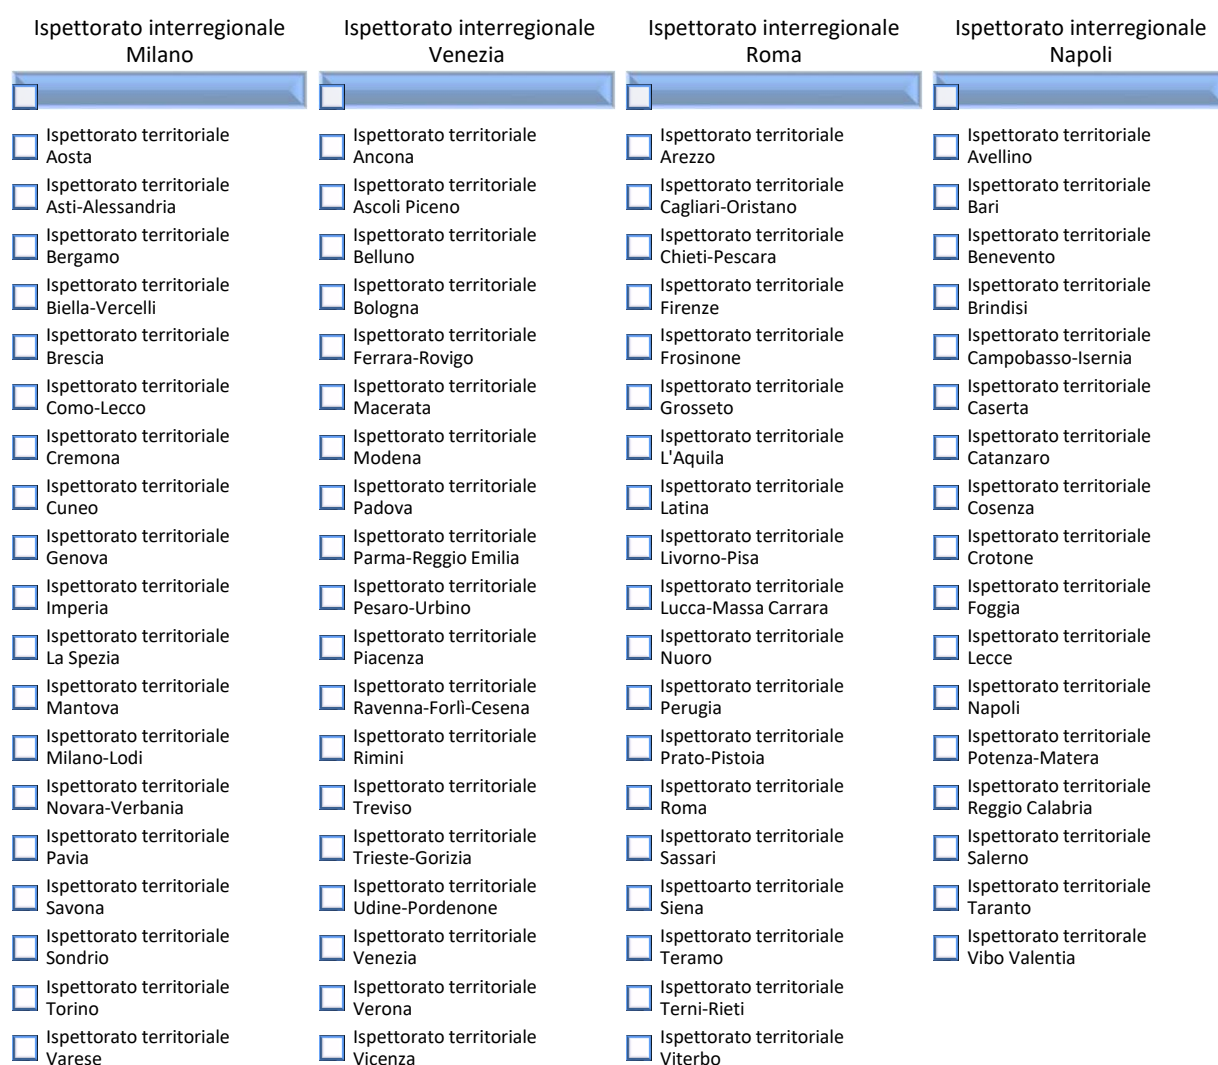 Ispettorato interregionale
Milano
Ispettorato territoriale
Aosta
Ispettorato territoriale
Asti-Alessandria
Ispettorato territoriale
Bergamo
Ispettorato territoriale
Biella-Vercelli
Ispettorato territoriale
Brescia
Ispettorato territoriale
Como-Lecco
Ispettorato territoriale
Cremona
Ispettorato territoriale
Cuneo
Ispettorato territoriale
Genova
Ispettorato territoriale
Imperia
Ispettorato territoriale
La Spezia
Ispettorato territoriale
Mantova
Ispettorato territoriale
Milano-Lodi
Ispettorato territoriale
Novara-Verbania
Ispettorato territoriale
Pavia
Ispettorato territoriale
Savona
Ispettorato territoriale
Sondrio
Ispettorato territoriale
Torino
Ispettorato territoriale
Varese
Ispettorato interregionale
Venezia
Ispettorato territoriale
Ancona
Ispettorato territoriale
Ascoli Piceno
Ispettorato territoriale
Belluno
Ispettorato territoriale
Bologna
Ispettorato territoriale
Ferrara-Rovigo
Ispettorato territoriale
Macerata
Ispettorato territoriale
Modena
Ispettorato territoriale
Padova
Ispettorato territoriale
Parma-Reggio Emilia
Ispettorato territoriale
Pesaro-Urbino
Ispettorato territoriale
Piacenza
Ispettorato territoriale
Ravenna-Forlì-Cesena
Ispettorato territoriale
Rimini
Ispettorato territoriale
Treviso
Ispettorato territoriale
Trieste-Gorizia
Ispettorato territoriale
Udine-Pordenone
Ispettorato territoriale
Venezia
Ispettorato territoriale
Verona
Ispettorato territoriale
Vicenza
Ispettorato interregionale
Roma
Ispettorato territoriale
Arezzo
Ispettorato territoriale
Cagliari-Oristano
Ispettorato territoriale
Chieti-Pescara
Ispettorato territoriale
Firenze
Ispettorato territoriale
Frosinone
Ispettorato territoriale
Grosseto
Ispettorato territoriale
L'Aquila
Ispettorato territoriale
Latina
Ispettorato territoriale
Livorno-Pisa
Ispettorato territoriale
Lucca-Massa Carrara
Ispettorato territoriale
Nuoro
Ispettorato territoriale
Perugia
Ispettorato territoriale
Prato-Pistoia
Ispettorato territoriale
Roma
Ispettorato territoriale
Sassari
Ispettoarto territoriale
Siena
Ispettorato territoriale
Teramo
Ispettorato territoriale
Terni-Rieti
Ispettorato territoriale
Viterbo
Ispettorato interregionale
Napoli
Ispettorato territoriale
Avellino
Ispettorato territoriale
Bari
Ispettorato territoriale
Benevento
Ispettorato territoriale
Brindisi
Ispettorato territoriale
Campobasso-Isernia
Ispettorato territoriale
Caserta
Ispettorato territoriale
Catanzaro
Ispettorato territoriale
Cosenza
Ispettorato territoriale
Crotone
Ispettorato territoriale
Foggia
Ispettorato territoriale
Lecce
Ispettorato territoriale
Napoli
Ispettorato territoriale
Potenza-Matera
Ispettorato territoriale
Reggio Calabria
Ispettorato territoriale
Salerno
Ispettorato territoriale
Taranto
Ispettorato territorale
Vibo Valentia